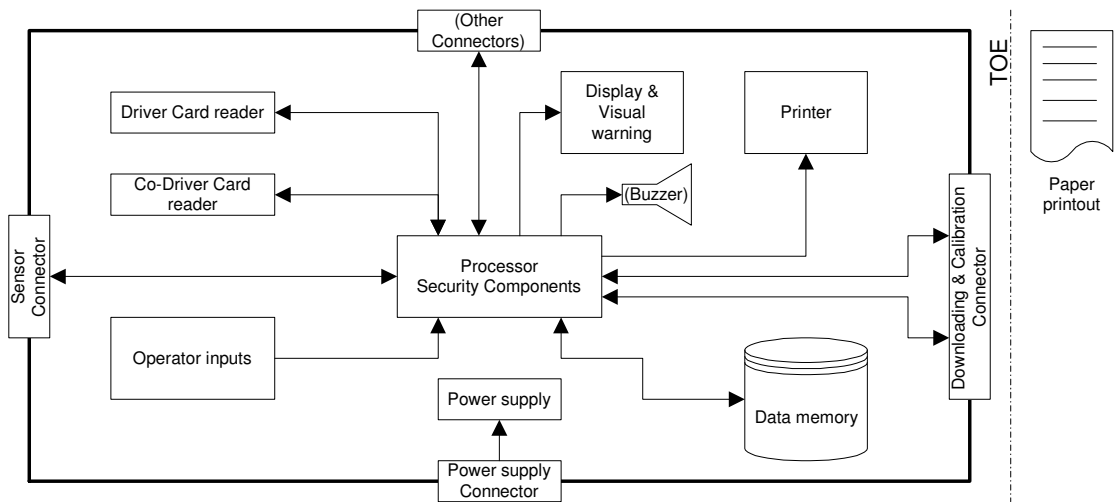 (Other
Connectors)
TOE
Driver Card reader
Display &
Visual
warning
Printer
Co-Driver Card
reader
(Buzzer)
Paper
printout
Sensor
Connector
Processor
Security Components
Downloading & Calibration
Connector
Operator inputs
Power supply
Data memory
Power supply
Connector